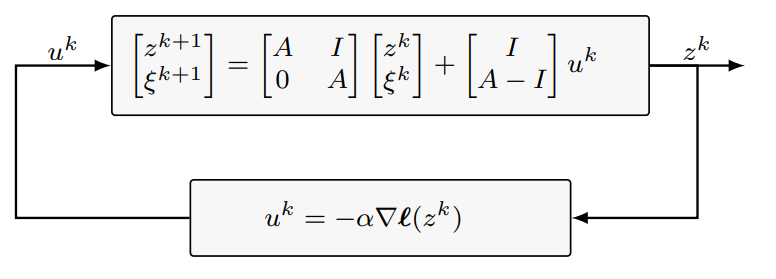 u^k
[z^{k+1} ξ^{k+1}] = [A I 0 A] [z^k ξ^k] + [I A − I] u^k
z^k
u^k = −α∇ℓ(z^k)